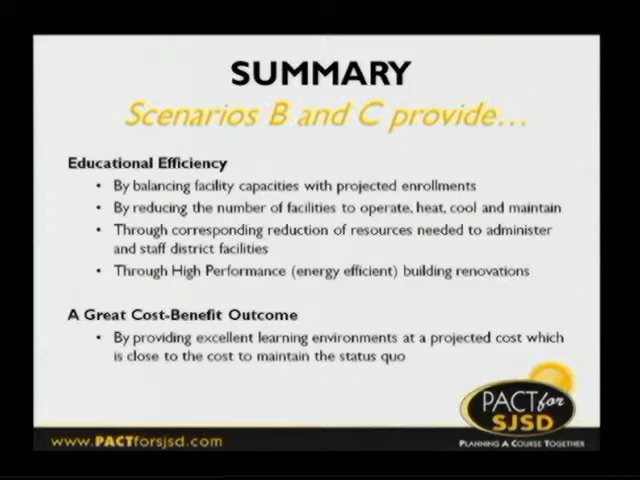 SUMMARY
Scenarios B and C provide...
Educational Efficiency
• By balancing facility capacities with projected enrollments
• By reducing the number of facilities to operate, heat, cool and maintain
• Through corresponding reduction of resources needed to administer
and staff district facilities
• Through High Performance (energy efficient) building renovations
A Great Cost-Benefit Outcome
• By providing excellent learning environments at a projected cost which
is close to the cost to maintain the status quo
PACT for
SJSD
www.PACTforsjsd.com
PLANNING A COURSE TOGETHER